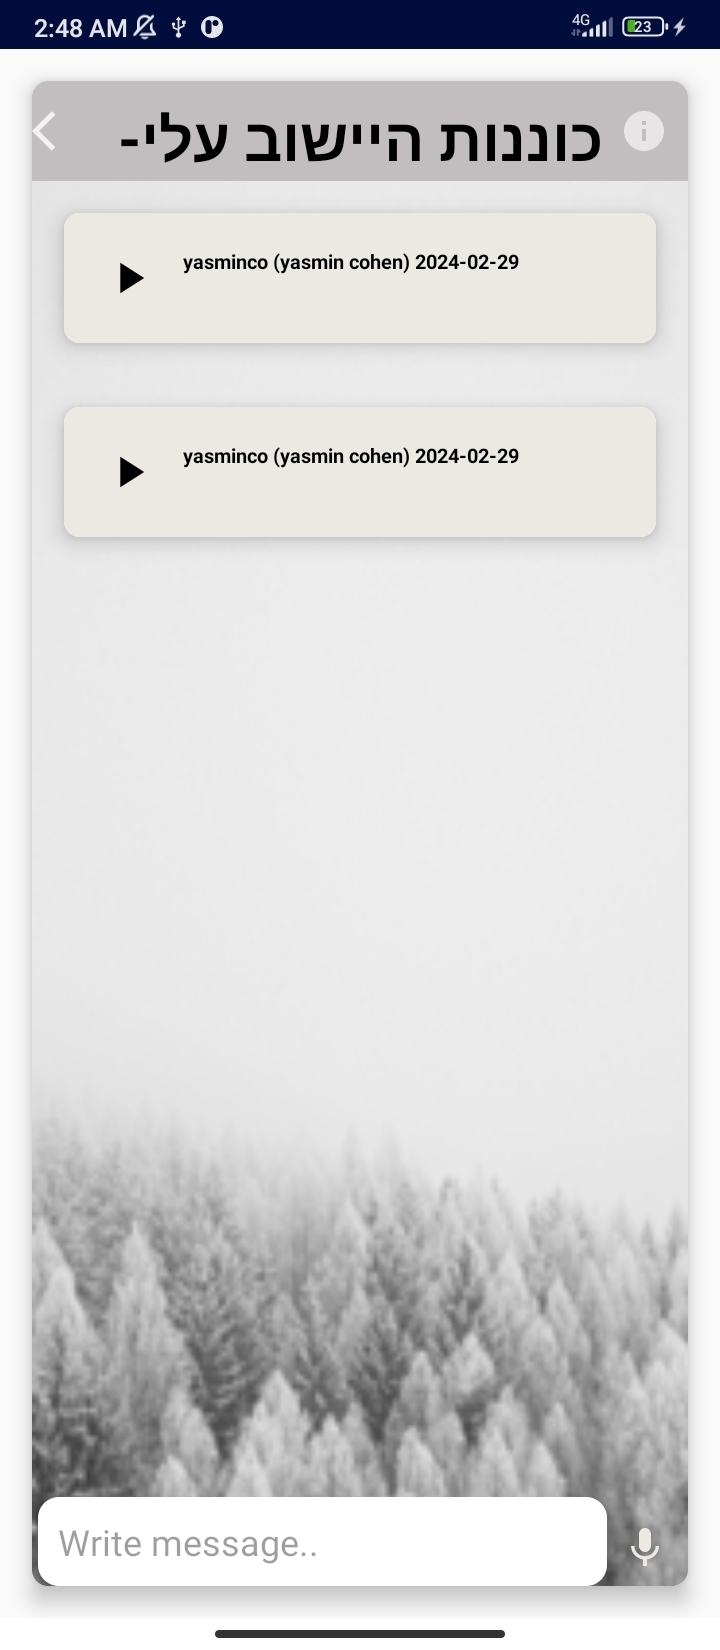 2:48 AM 4G 23
כוננות היישוב עלי-
yasminco (yasmin cohen) 2024-02-29
yasminco (yasmin cohen) 2024-02-29
Write message..